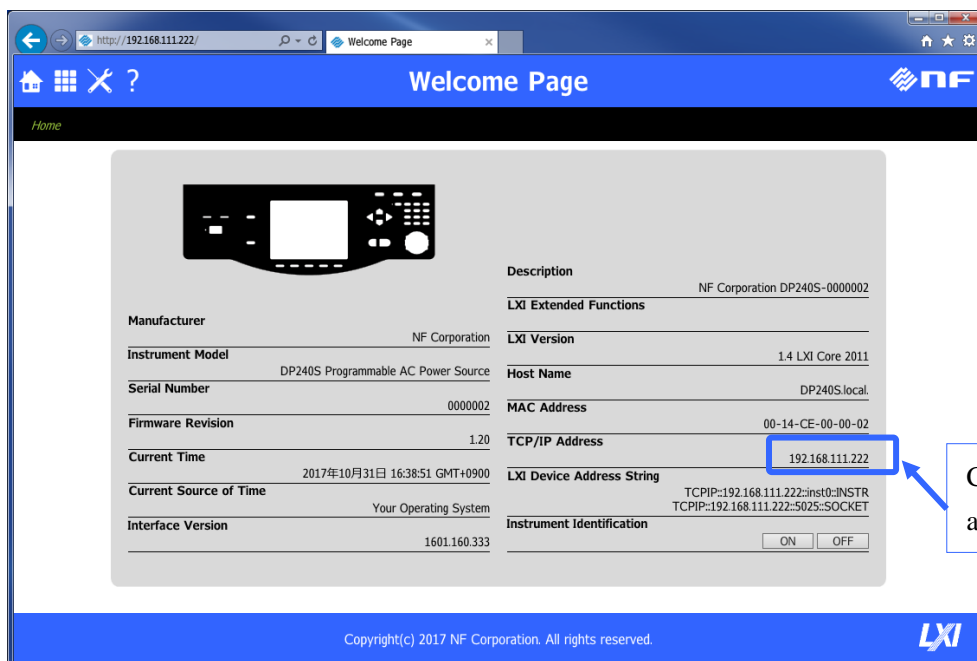 http://192.168.111.222/
Welcome Page
?
Welcome Page
nF
Home
Manufacturer
NF Corporation
Instrument Model
DP240S Programmable AC Power Source
Serial Number
0000002
Firmware Revision
1.20
Current Time
2017年10月31日 16:38:51 GMT+0900
Current Source of Time
Your Operating System
Interface Version
1601.160.333
Description
NF Corporation DP240S-0000002
LXI Extended Functions
LXI Version
1.4 LXI Core 2011
Host Name
DP240S.local.
MAC Address
00-14-CE-00-00-02
TCP/IP Address
192.168.111.222
LXI Device Address String
TCPIP::192.168.111.222::inst0::INSTR
TCPIP::192.168.111.222::5025::SOCKET
Instrument Identification
ON OFF
Copyright(c) 2017 NF Corporation. All rights reserved.
LXI